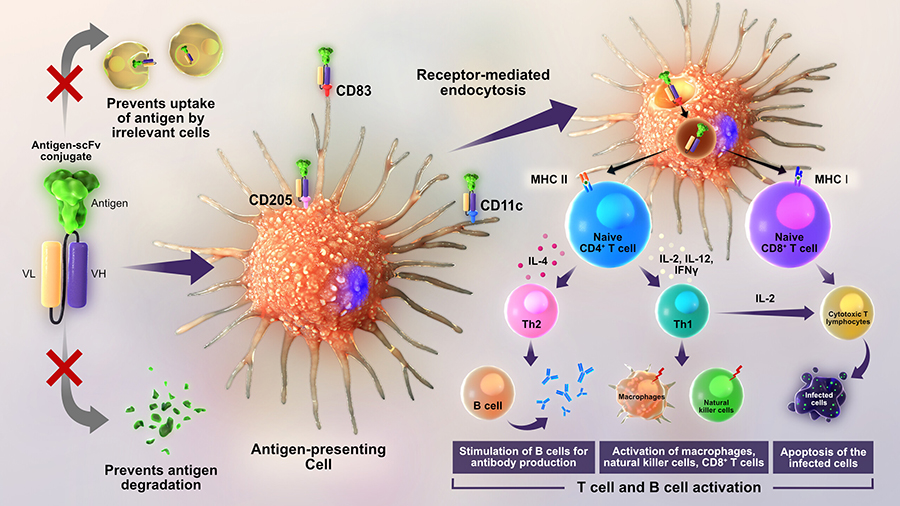 Prevents uptake
of antigen by
irrelevant cells
Antigen-scFv
conjugate
Antigen
VL
VH
Prevents antigen
degradation
CD83
CD205
CD11c
Antigen-presenting
Cell
Receptor-mediated
endocytosis
MHC II
MHC I
Naive
CD4⁺ T cell
Naive
CD8⁺ T cell
IL-4
IL-2, IL-12,
IFNγ
IL-2
Th2
Th1
Cytotoxic T
lymphocytes
B cell
Macrophages
Natural
killer cells
Infected
cells
Stimulation of B cells for
antibody production
Activation of macrophages,
natural killer cells, CD8⁺ T cells
Apoptosis of the
infected cells
T cell and B cell activation